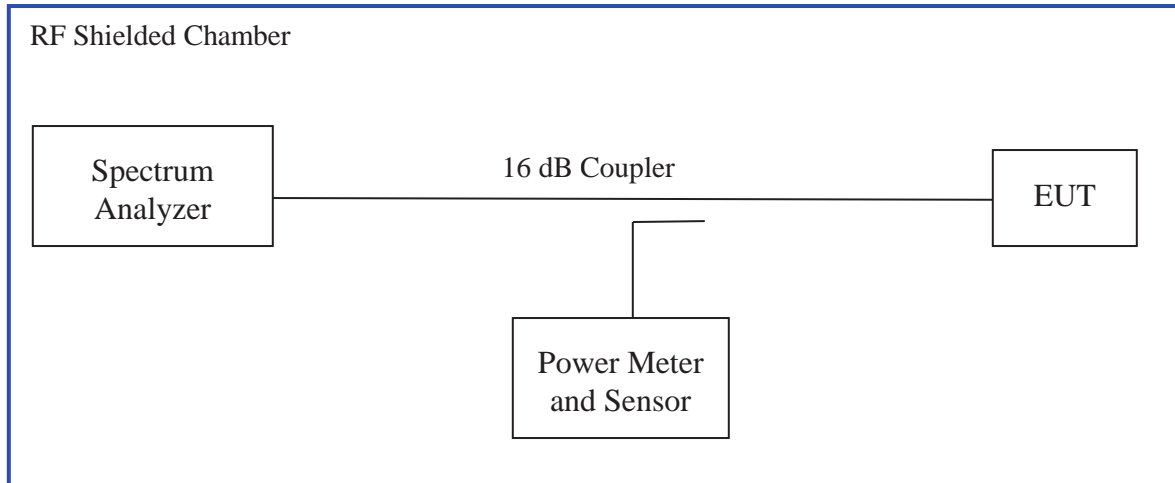 RF Shielded Chamber
16 dB Coupler
Spectrum
Analyzer
EUT
Power Meter
and Sensor